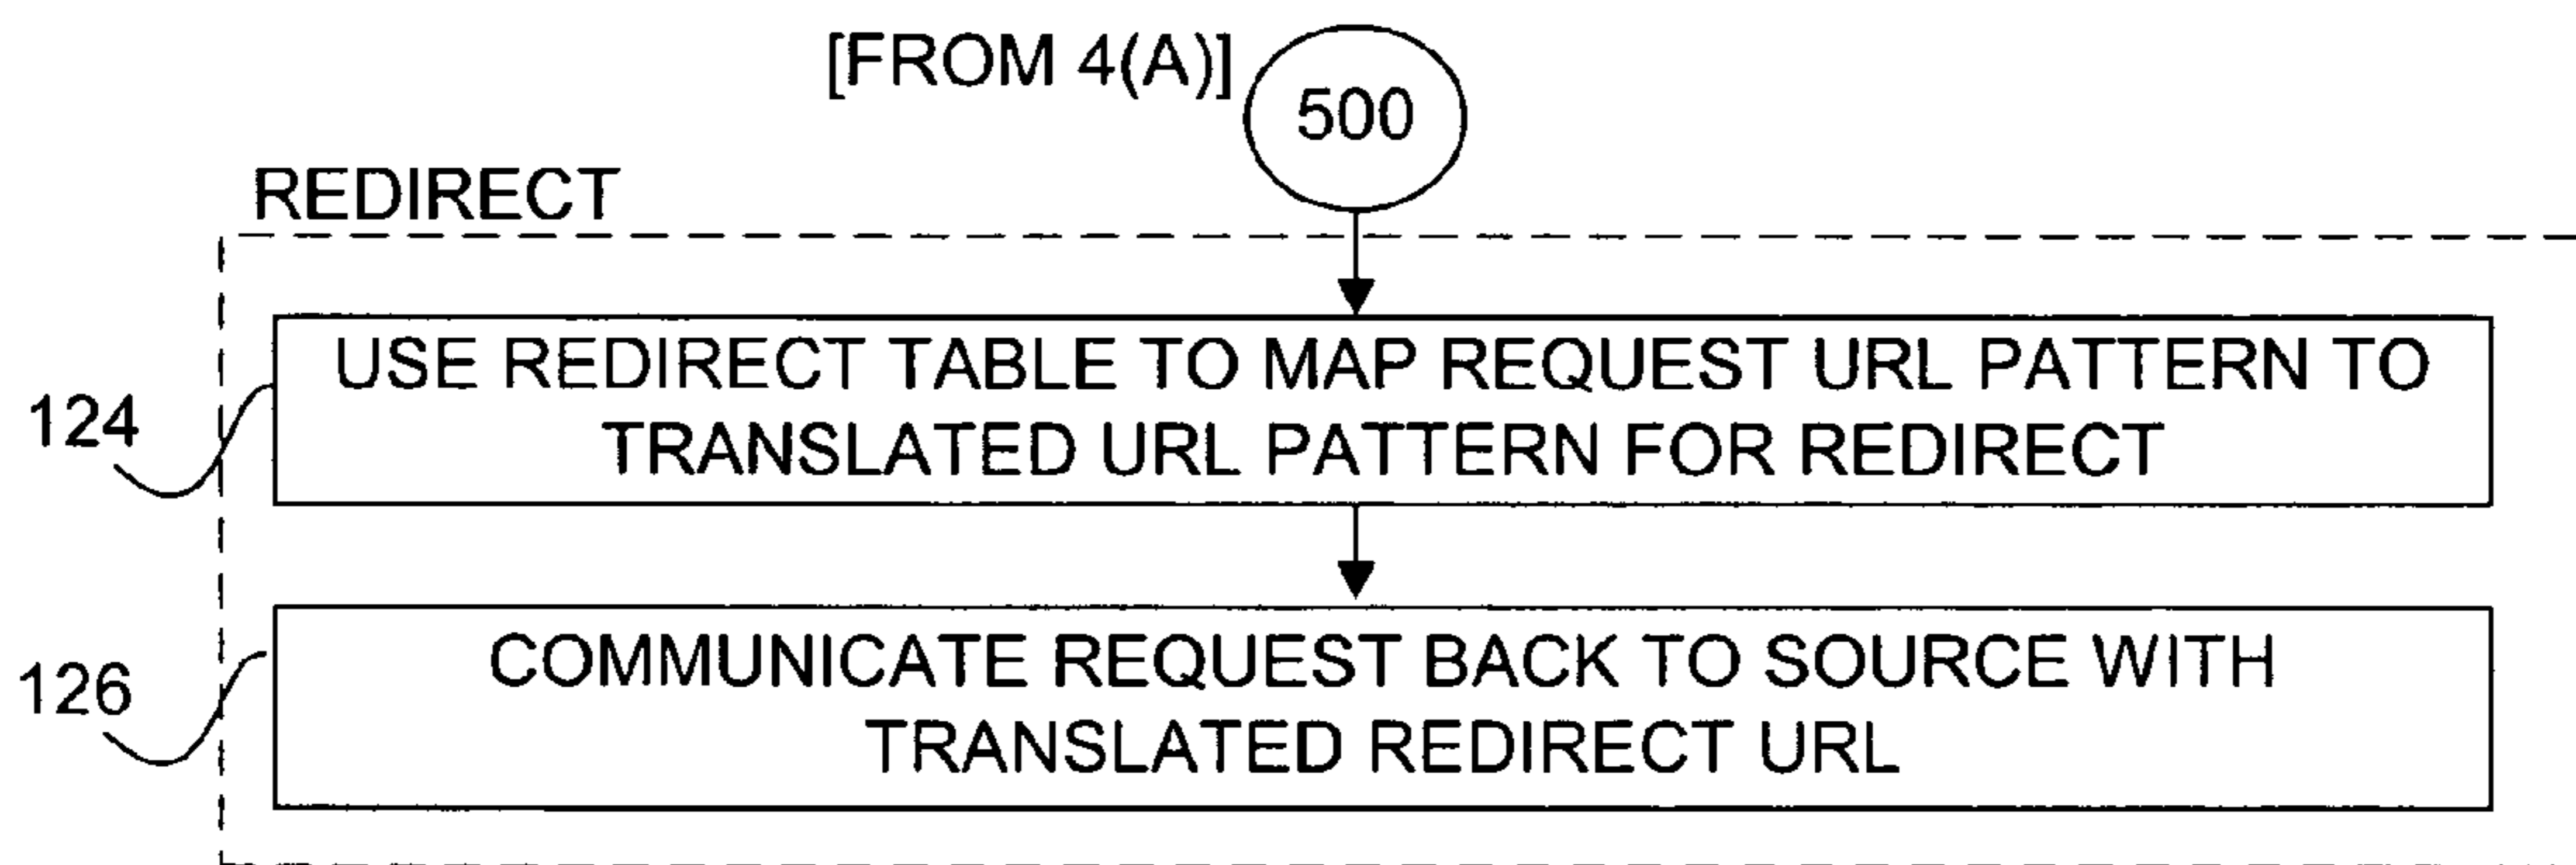 [FROM 4(A)]
500
REDIRECT
124
USE REDIRECT TABLE TO MAP REQUEST URL PATTERN TO
TRANSLATED URL PATTERN FOR REDIRECT
126
COMMUNICATE REQUEST BACK TO SOURCE WITH
TRANSLATED REDIRECT URL